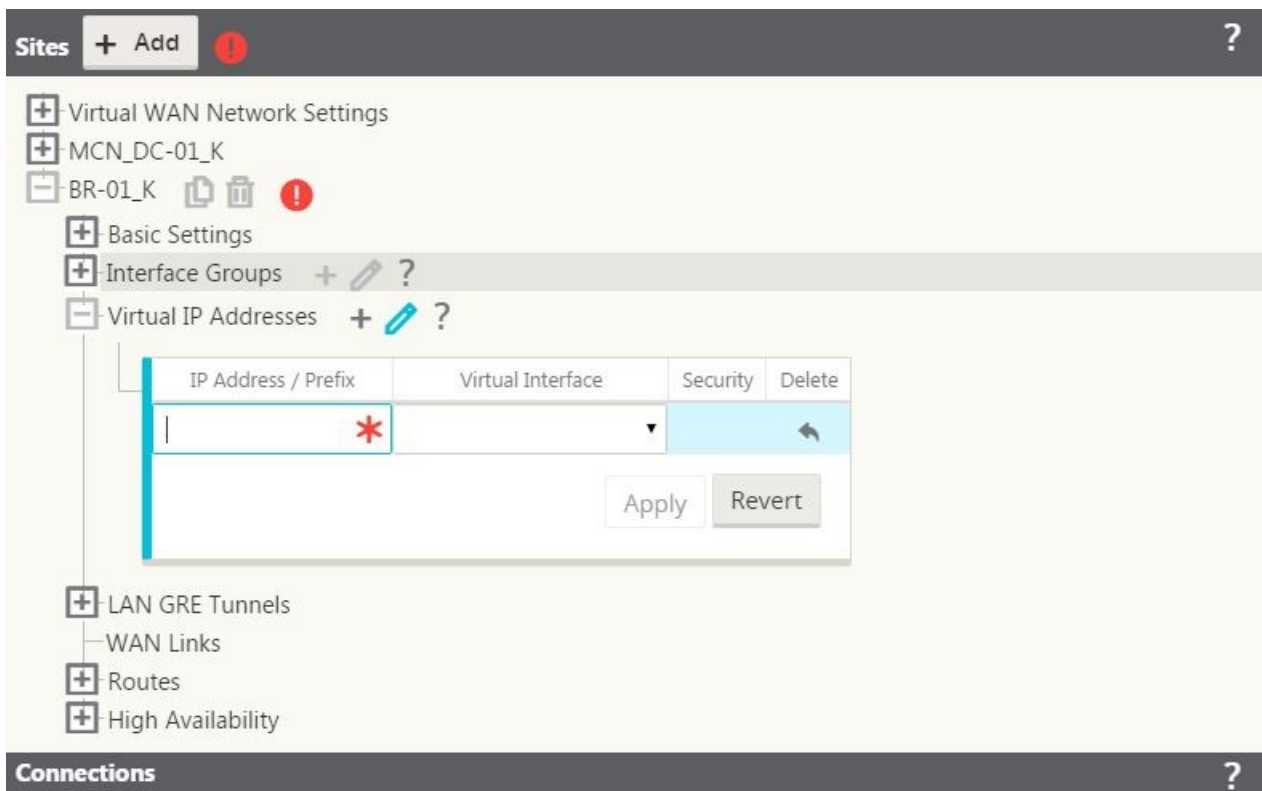 Sites + Add ! ?
Virtual WAN Network Settings
MCN_DC-01_K
BR-01_K !
Basic Settings
Interface Groups + ?
Virtual IP Addresses + ?
IP Address / Prefix Virtual Interface Security Delete
*
Apply Revert
LAN GRE Tunnels
WAN Links
Routes
High Availability
Connections ?